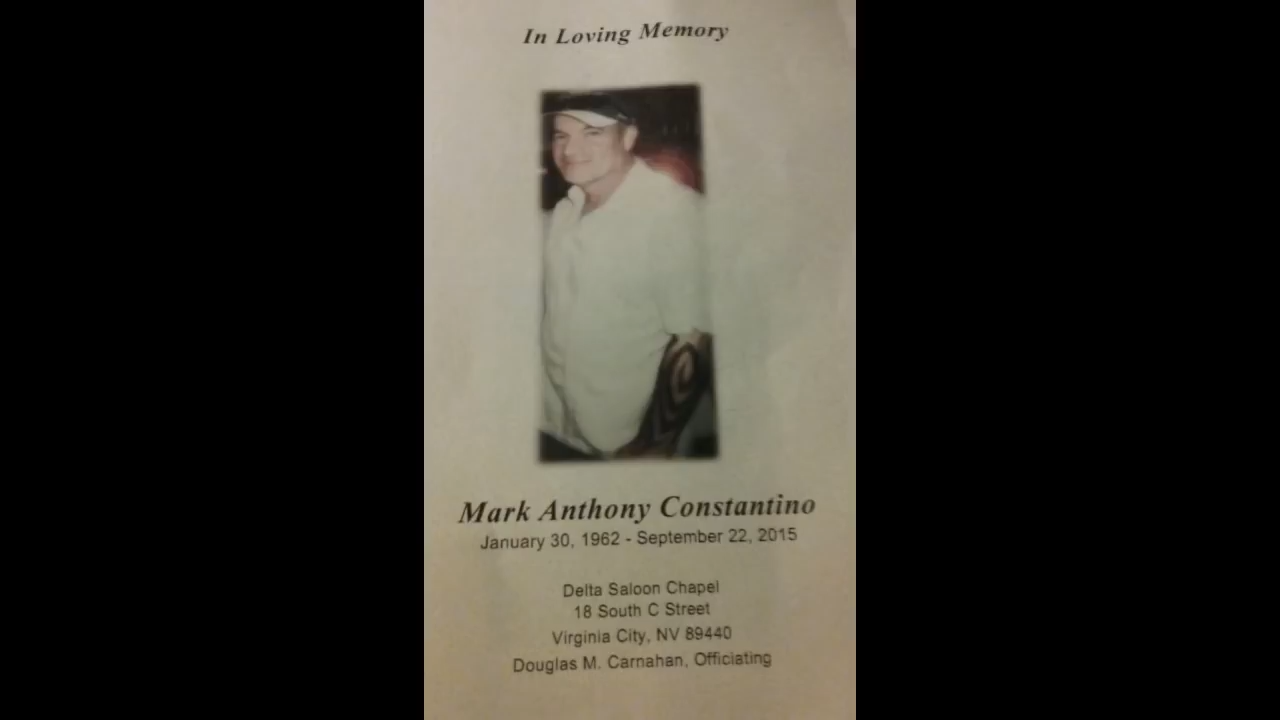 In Loving Memory
Mark Anthony Constantino
January 30, 1962 - September 22, 2015
Delta Saloon Chapel
18 South C Street
Virginia City, NV 89440
Douglas M. Carnahan, Officiating